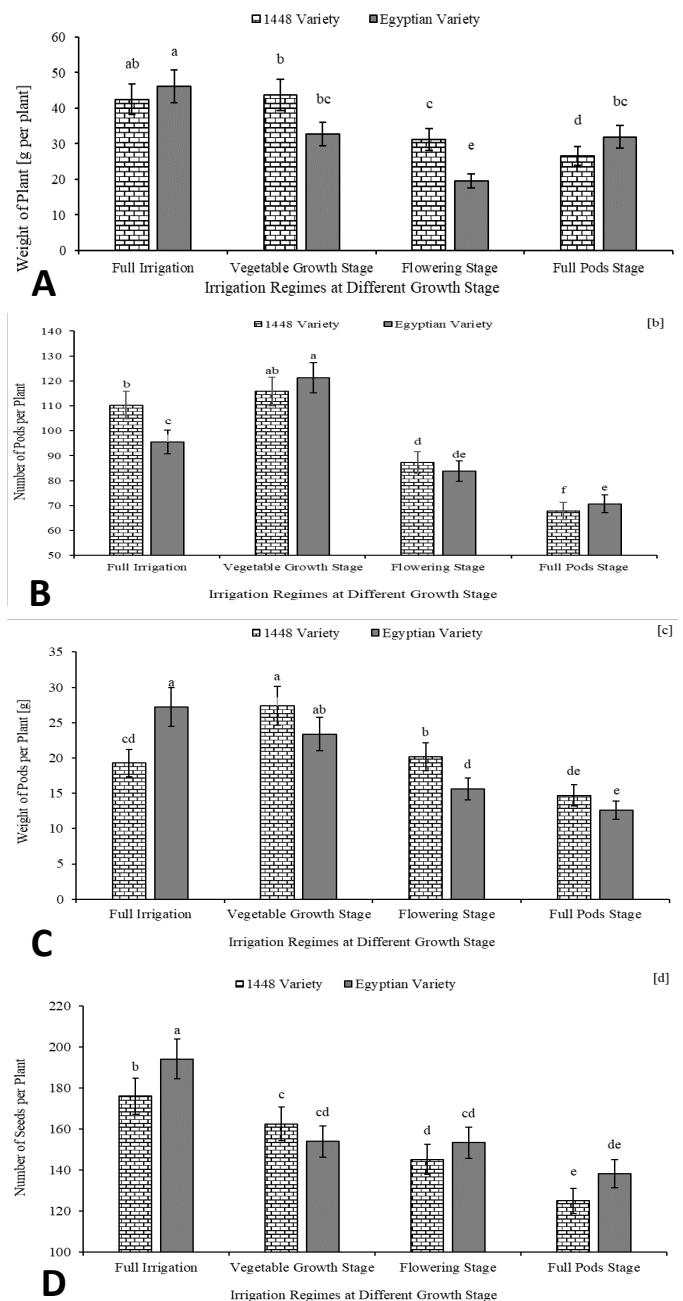 1448 Variety Egyptian Variety
Weight of Plant [g per plant]
60
50
40
30
20
10
0
ab a b bc c e d bc
Full Irrigation Vegetable Growth Stage Flowering Stage Full Pods Stage
Irrigation Regimes at Different Growth Stage
A
1448 Variety Egyptian Variety [b]
Number of Pods per Plant
140
130
120
110
100
90
80
70
60
50
b c ab a d de f e
Full Irrigation Vegetable Growth Stage Flowering Stage Full Pods Stage
Irrigation Regimes at Different Growth Stage
B
1448 Variety Egyptian Variety [c]
Weight of Pods per Plant [g]
35
30
25
20
15
10
5
0
cd a a ab b d de e
Full Irrigation Vegetable Growth Stage Flowering Stage Full Pods Stage
Irrigation Regimes at Different Growth Stage
C
1448 Variety Egyptian Variety [d]
Number of Seeds per Plant
220
200
180
160
140
120
100
b a c cd d cd e de
Full Irrigation Vegetable Growth Stage Flowering Stage Full Pods Stage
Irrigation Regimes at Different Growth Stage
D